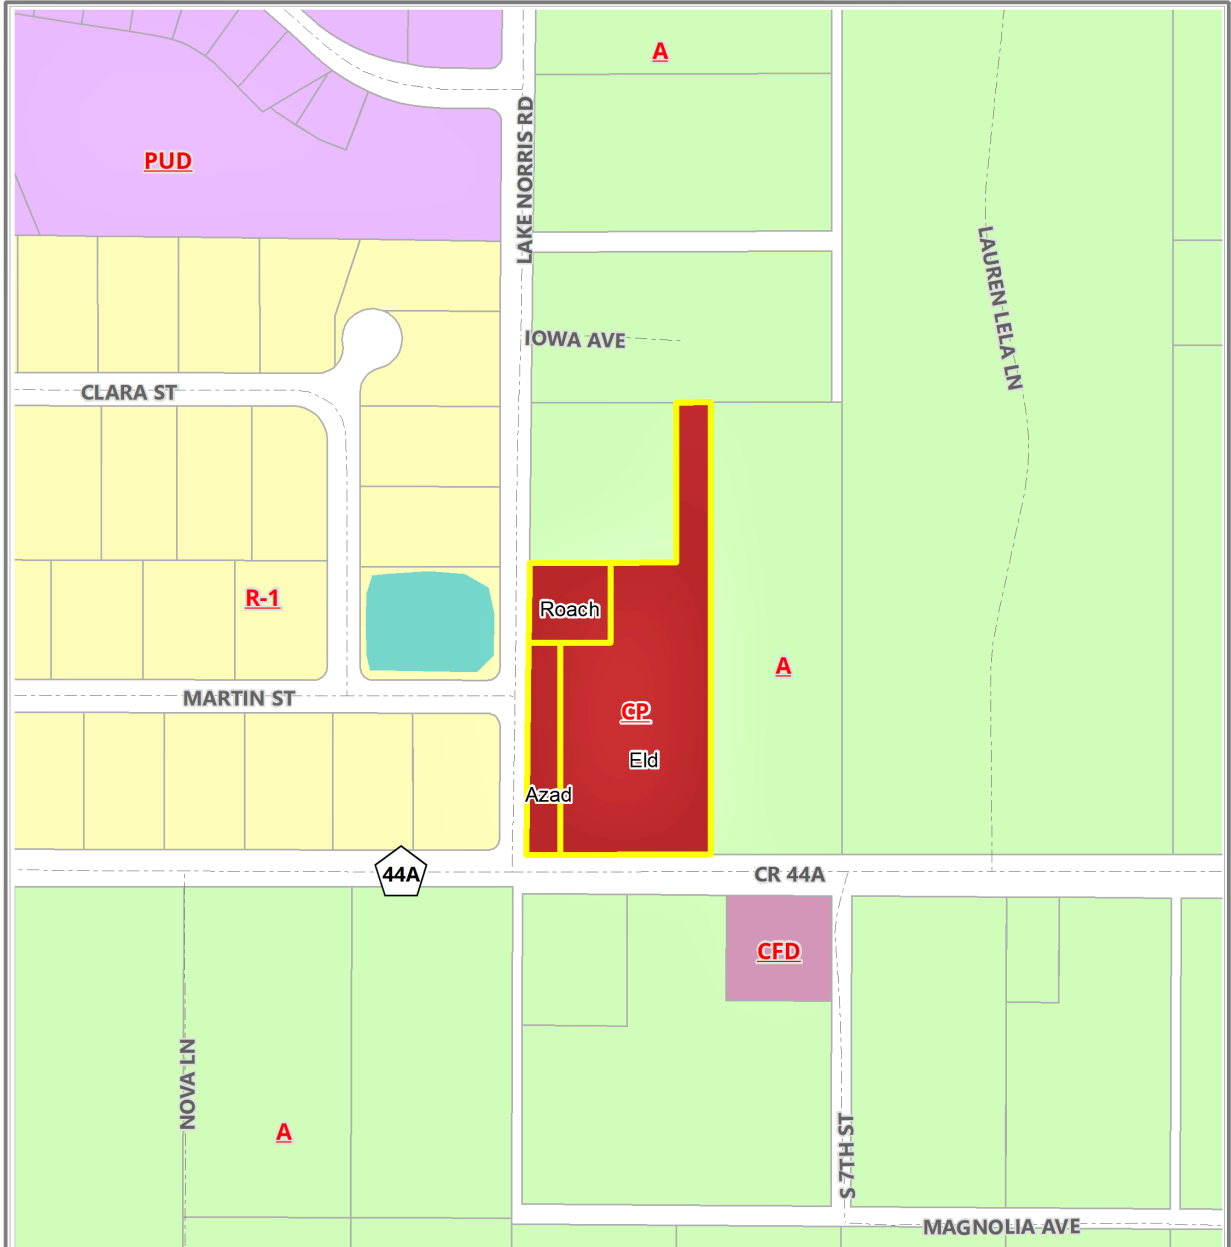 A
LAKE NORRIS RD
PUD
LAUREN LELA LN
IOWA AVE
CLARA ST
R-1
Roach
A
MARTIN ST
CP
Eld
Azad
44A
CR 44A
CFD
NOVA LN
A
S 7TH ST
MAGNOLIA AVE